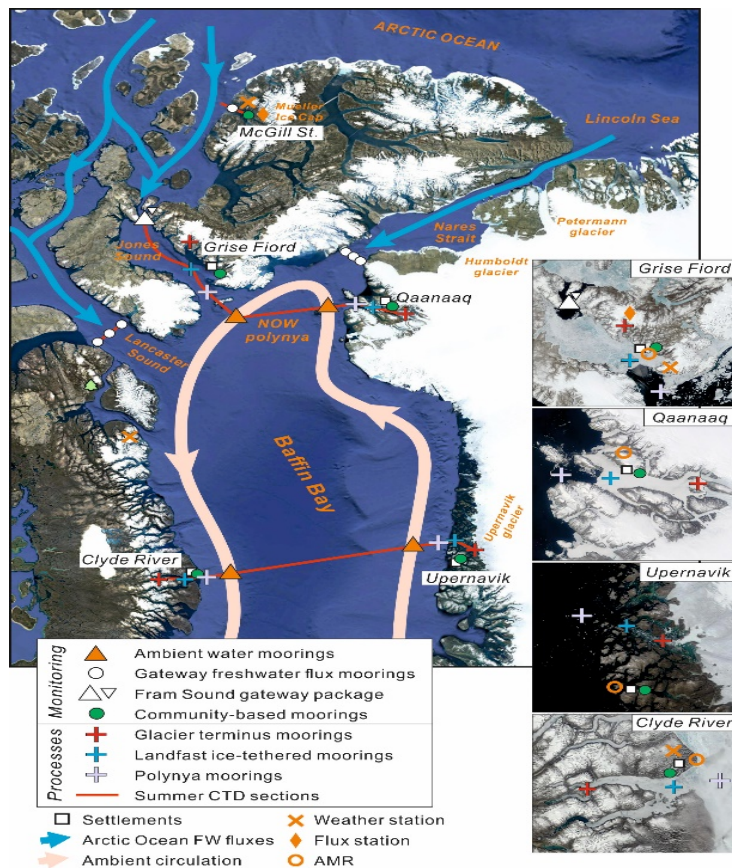 ARCTIC OCEAN
Mueller
Ice Cap
McGill St.
Lincoln Sea
Petermann
glacier
Nares
Strait
Humboldt
glacier
Jones
Sound
Grise Fiord
Qaanaaq
NOW
polynya
Lancaster
Sound
Baffin Bay
Upernavik
glacier
Clyde River
Upernavik
Grise Fiord
Qaanaaq
Upernavik
Clyde River
Monitoring
Ambient water moorings
Gateway freshwater flux moorings
Fram Sound gateway package
Community-based moorings
Processes
Glacier terminus moorings
Landfast ice-tethered moorings
Polynya moorings
Summer CTD sections
Settlements
Weather station
Arctic Ocean FW fluxes
Flux station
Ambient circulation
AMR